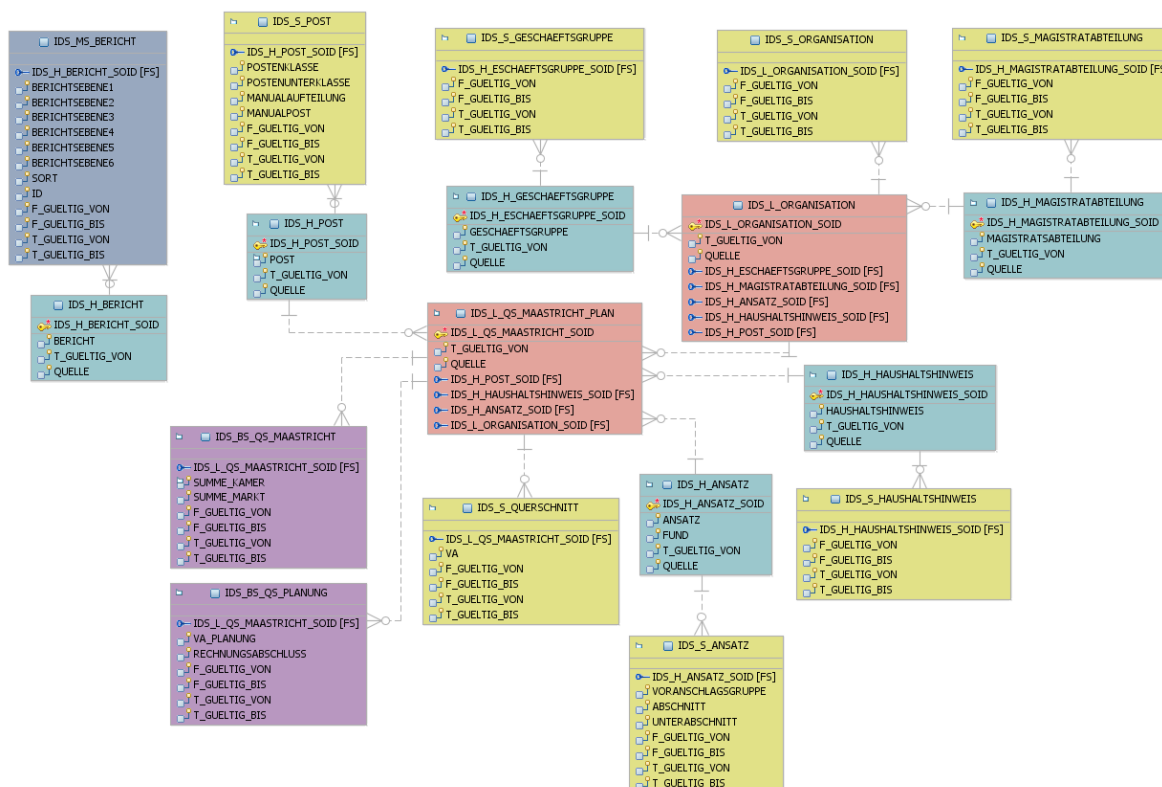 IDS_MS_BERICHT
IDS_H_BERICHT_SOID [FS]
BERICHTSEBENE1
BERICHTSEBENE2
BERICHTSEBENE3
BERICHTSEBENE4
BERICHTSEBENE5
BERICHTSEBENE6
SORT
ID
F_GUELTIG_VON
F_GUELTIG_BIS
T_GUELTIG_VON
T_GUELTIG_BIS
IDS_S_POST
IDS_H_POST_SOID [FS]
POSTENKLASSE
POSTENUNTERKLASSE
MANUALAUFTEILUNG
MANUALPOST
F_GUELTIG_VON
F_GUELTIG_BIS
T_GUELTIG_VON
T_GUELTIG_BIS
IDS_S_GESCHAEFTSGRUPPE
IDS_H_ESCHAEFTSGRUPPE_SOID [FS]
F_GUELTIG_VON
F_GUELTIG_BIS
T_GUELTIG_VON
T_GUELTIG_BIS
IDS_S_ORGANISATION
IDS_L_ORGANISATION_SOID [FS]
F_GUELTIG_VON
F_GUELTIG_BIS
T_GUELTIG_VON
T_GUELTIG_BIS
IDS_S_MAGISTRATABTEILUNG
IDS_H_MAGISTRATABTEILUNG_SOID [FS
F_GUELTIG_VON
F_GUELTIG_BIS
T_GUELTIG_VON
T_GUELTIG_BIS
IDS_H_BERICHT
IDS_H_BERICHT_SOID
BERICHT
T_GUELTIG_VON
QUELLE
IDS_H_POST
IDS_H_POST_SOID
POST
T_GUELTIG_VON
QUELLE
IDS_H_GESCHAEFTSGRUPPE
IDS_H_ESCHAEFTSGRUPPE_SOID
GESCHAEFTSGRUPPE
T_GUELTIG_VON
QUELLE
IDS_L_ORGANISATION
IDS_L_ORGANISATION_SOID
T_GUELTIG_VON
QUELLE
IDS_H_ESCHAEFTSGRUPPE_SOID [FS]
IDS_H_MAGISTRATABTEILUNG_SOID [FS]
IDS_H_ANSATZ_SOID [FS]
IDS_H_HAUSHALTSHINWEIS_SOID [FS]
IDS_H_POST_SOID [FS]
IDS_H_MAGISTRATABTEILUNG
IDS_H_MAGISTRATABTEILUNG_SOID
MAGISTRATSABTEILUNG
T_GUELTIG_VON
QUELLE
IDS_L_QS_MAASTRICHT_PLAN
IDS_L_QS_MAASTRICHT_SOID
T_GUELTIG_VON
QUELLE
IDS_H_POST_SOID [FS]
IDS_H_HAUSHALTSHINWEIS_SOID [FS]
IDS_H_ANSATZ_SOID [FS]
IDS_L_ORGANISATION_SOID [FS]
IDS_H_HAUSHALTSHINWEIS
IDS_H_HAUSHALTSHINWEIS_SOID
HAUSHALTSHINWEIS
T_GUELTIG_VON
QUELLE
IDS_BS_QS_MAASTRICHT
IDS_L_QS_MAASTRICHT_SOID [FS]
SUMME_KAMER
SUMME_MARKT
F_GUELTIG_VON
F_GUELTIG_BIS
T_GUELTIG_VON
T_GUELTIG_BIS
IDS_S_QUERSCHNITT
IDS_L_QS_MAASTRICHT_SOID [FS]
VA
F_GUELTIG_VON
F_GUELTIG_BIS
T_GUELTIG_VON
T_GUELTIG_BIS
IDS_H_ANSATZ
IDS_H_ANSATZ_SOID
ANSATZ
FUND
T_GUELTIG_VON
QUELLE
IDS_S_HAUSHALTSHINWEIS
IDS_H_HAUSHALTSHINWEIS_SOID [FS]
F_GUELTIG_VON
F_GUELTIG_BIS
T_GUELTIG_VON
T_GUELTIG_BIS
IDS_BS_QS_PLANUNG
IDS_L_QS_MAASTRICHT_SOID [FS]
VA_PLANUNG
RECHNUNGSABSCHLUSS
F_GUELTIG_VON
F_GUELTIG_BIS
T_GUELTIG_VON
T_GUELTIG_BIS
IDS_S_ANSATZ
IDS_H_ANSATZ_SOID [FS]
VORANSCHLAGSGRUPPE
ABSCHNITT
UNTERABSCHNITT
F_GUELTIG_VON
F_GUELTIG_BIS
T_GUELTIG_VON
T_GUELTIG_BIS